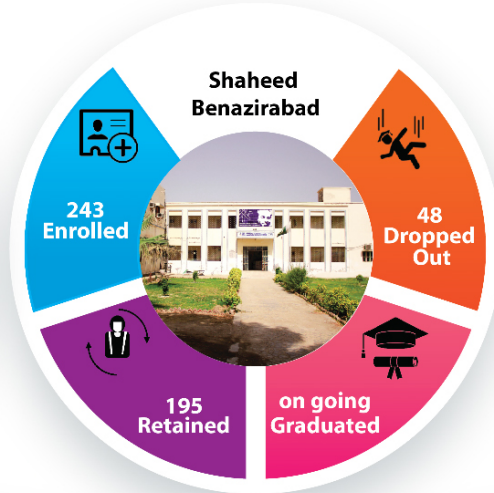 Shaheed
Benazirabad
243
Enrolled
48
Dropped
Out
195
Retained
on going
Graduated